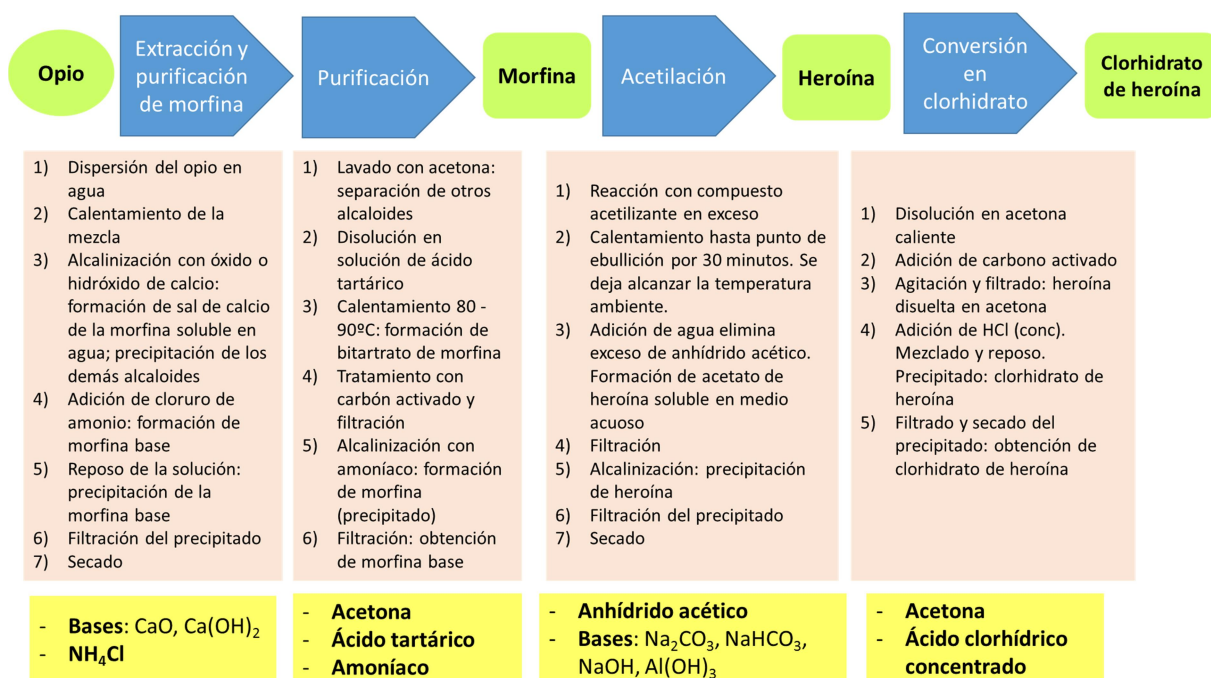 Opio
Extracción y
purificación
de morfina
Purificación
Morfina
Acetilación
Heroína
Conversión
en
clorhidrato
Clorhidrato
de heroína
1) Dispersión del opio en
agua
2) Calentamiento de la
mezcla
3) Alcalinización con óxido o
hidróxido de calcio:
formación de sal de calcio
de la morfina soluble en
agua; precipitación de los
demás alcaloides
4) Adición de cloruro de
amonio: formación de
morfina base
5) Reposo de la solución:
precipitación de la
morfina base
6) Filtración del precipitado
7) Secado
1) Lavado con acetona:
separación de otros
alcaloides
2) Disolución en
solución de ácido
tartárico
3) Calentamiento 80 -
90ºC: formación de
bitartrato de morfina
4) Tratamiento con
carbón activado y
filtración
5) Alcalinización con
amoníaco: formación
de morfina
(precipitado)
6) Filtración: obtención
de morfina base
1) Reacción con compuesto
acetilizante en exceso
2) Calentamiento hasta punto de
ebullición por 30 minutos. Se
deja alcanzar la temperatura
ambiente.
3) Adición de agua elimina
exceso de anhídrido acético.
Formación de acetato de
heroína soluble en medio
acuoso
4) Filtración
5) Alcalinización: precipitación
de heroína
6) Filtración del precipitado
7) Secado
1) Disolución en acetona
caliente
2) Adición de carbono activado
3) Agitación y filtrado: heroína
disuelta en acetona
4) Adición de HCl (conc).
Mezclado y reposo.
Precipitado: clorhidrato de
heroína
5) Filtrado y secado del
precipitado: obtención de
clorhidrato de heroína
- Bases: CaO, Ca(OH)₂
- NH₄Cl
- Acetona
- Ácido tartárico
- Amoníaco
- Anhídrido acético
- Bases: Na₂CO₃, NaHCO₃,
NaOH, Al(OH)₃
- Acetona
- Ácido clorhídrico
concentrado